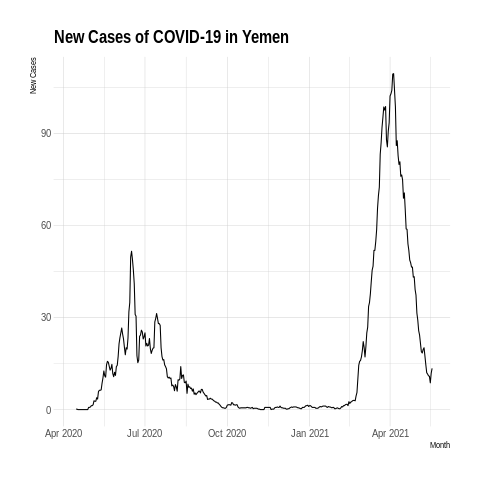 New Cases of COVID-19 in Yemen
New Cases
90
60
30
0
Apr 2020
Jul 2020
Oct 2020
Jan 2021
Apr 2021
Month